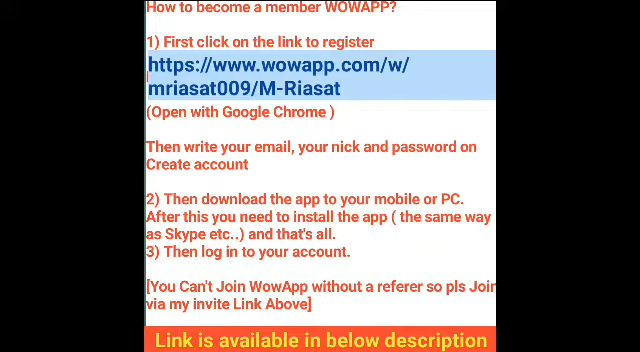 How to become a member WOWAPP?
1) First click on the link to register
https://www.wowapp.com/w/
mriasat009/M-Riasat
(Open with Google Chrome )
Then write your email, your nick and password on
Create account
2) Then download the app to your mobile or PC.
After this you need to install the app ( the same way
as Skype etc..) and that's all.
3) Then log in to your account.
[You Can't Join WowApp without a referer so pls Join
via my invite Link Above]
Link is available in below description